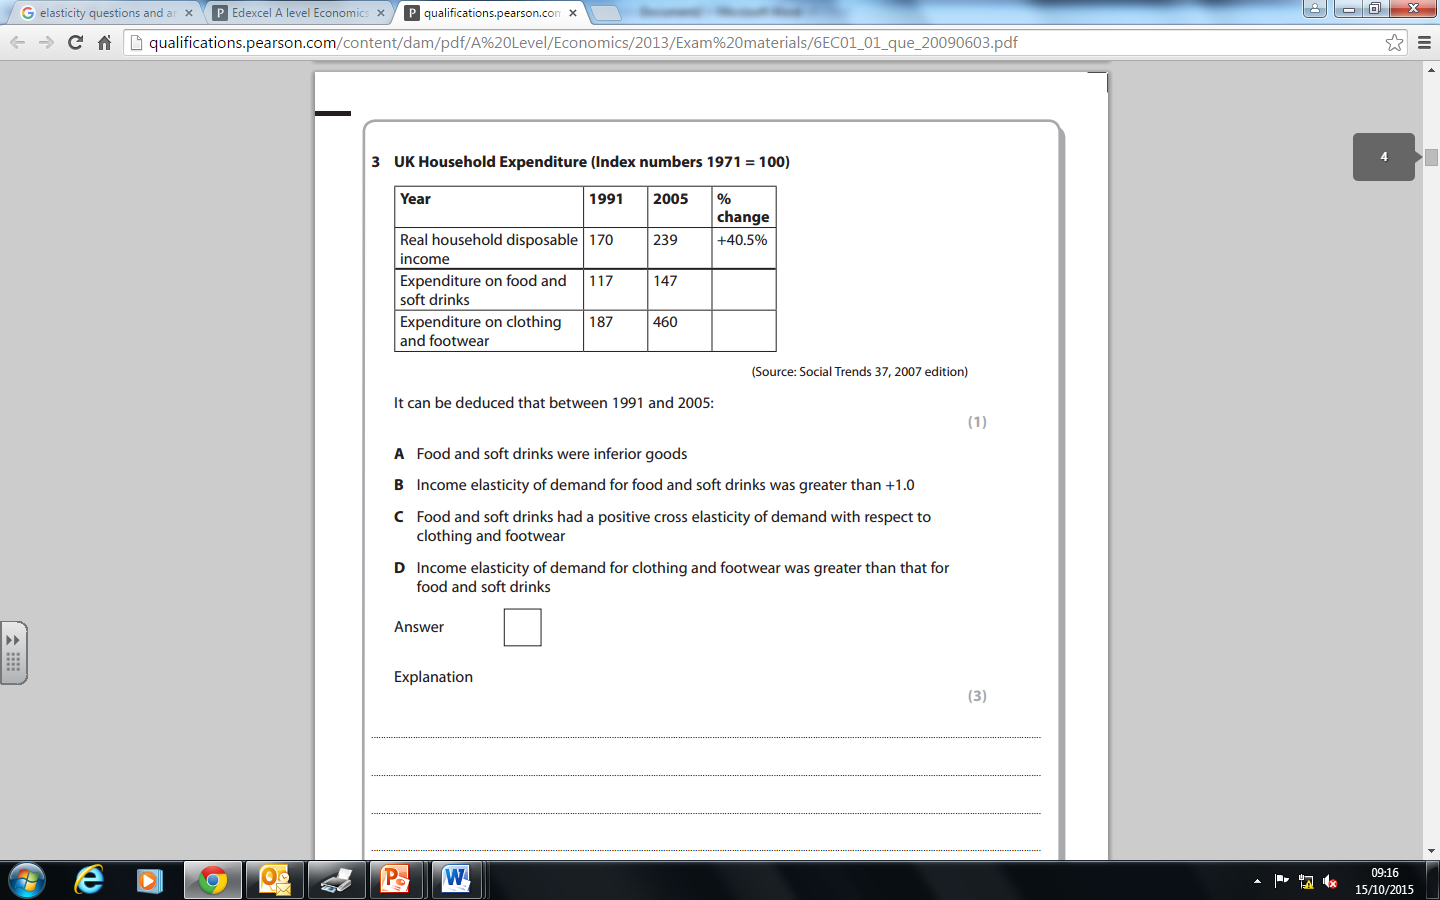 elasticity questions and ar
Edexcel A level Economics
qualifications.pearson.con
qualifications.pearson.com/content/dam/pdf/A%20Level/Economics/2013/Exam%20materials/6EC01_01_que_20090603.pdf
4
3 UK Household Expenditure (Index numbers 1971 = 100)
Year 1991 2005 %
change
Real household disposable 170 239 +40.5%
income
Expenditure on food and 117 147
soft drinks
Expenditure on clothing 187 460
and footwear
(Source: Social Trends 37, 2007 edition)
It can be deduced that between 1991 and 2005:
(1)
A Food and soft drinks were inferior goods
B Income elasticity of demand for food and soft drinks was greater than +1.0
C Food and soft drinks had a positive cross elasticity of demand with respect to
clothing and footwear
D Income elasticity of demand for clothing and footwear was greater than that for
food and soft drinks
Answer
Explanation
(3)
09:16
15/10/2015